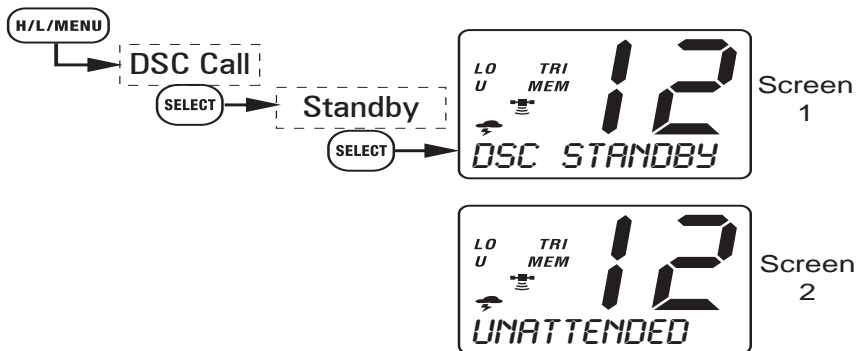 H/L/MENU
DSC Call
SELECT
Standby
SELECT
LO TRI
U MEM
12
DSC STANDBY
Screen
1
LO TRI
U MEM
12
UNATTENDED
Screen
2